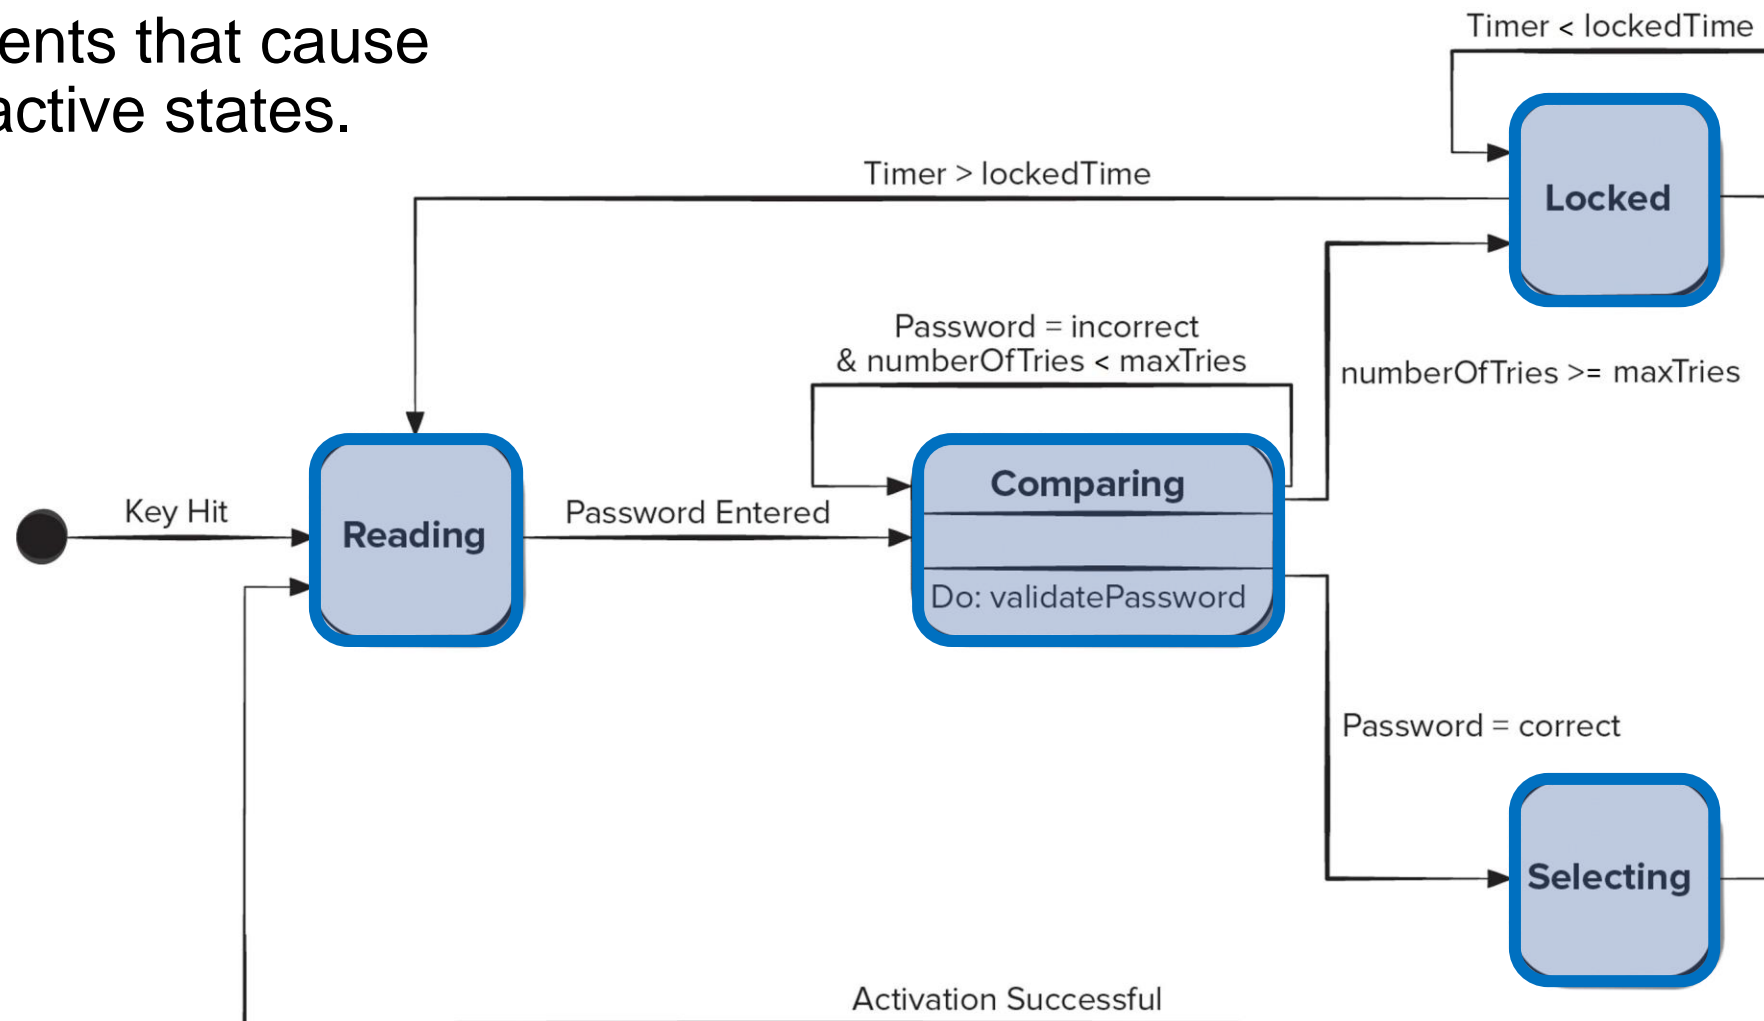 ents that cause
active states.
Timer < lockedTime
Locked
Timer > lockedTime
Password = incorrect
& numberOfTries < maxTries
numberOfTries >= maxTries
Key Hit
Reading
Password Entered
Comparing
Do: validatePassword
Password = correct
Selecting
Activation Successful